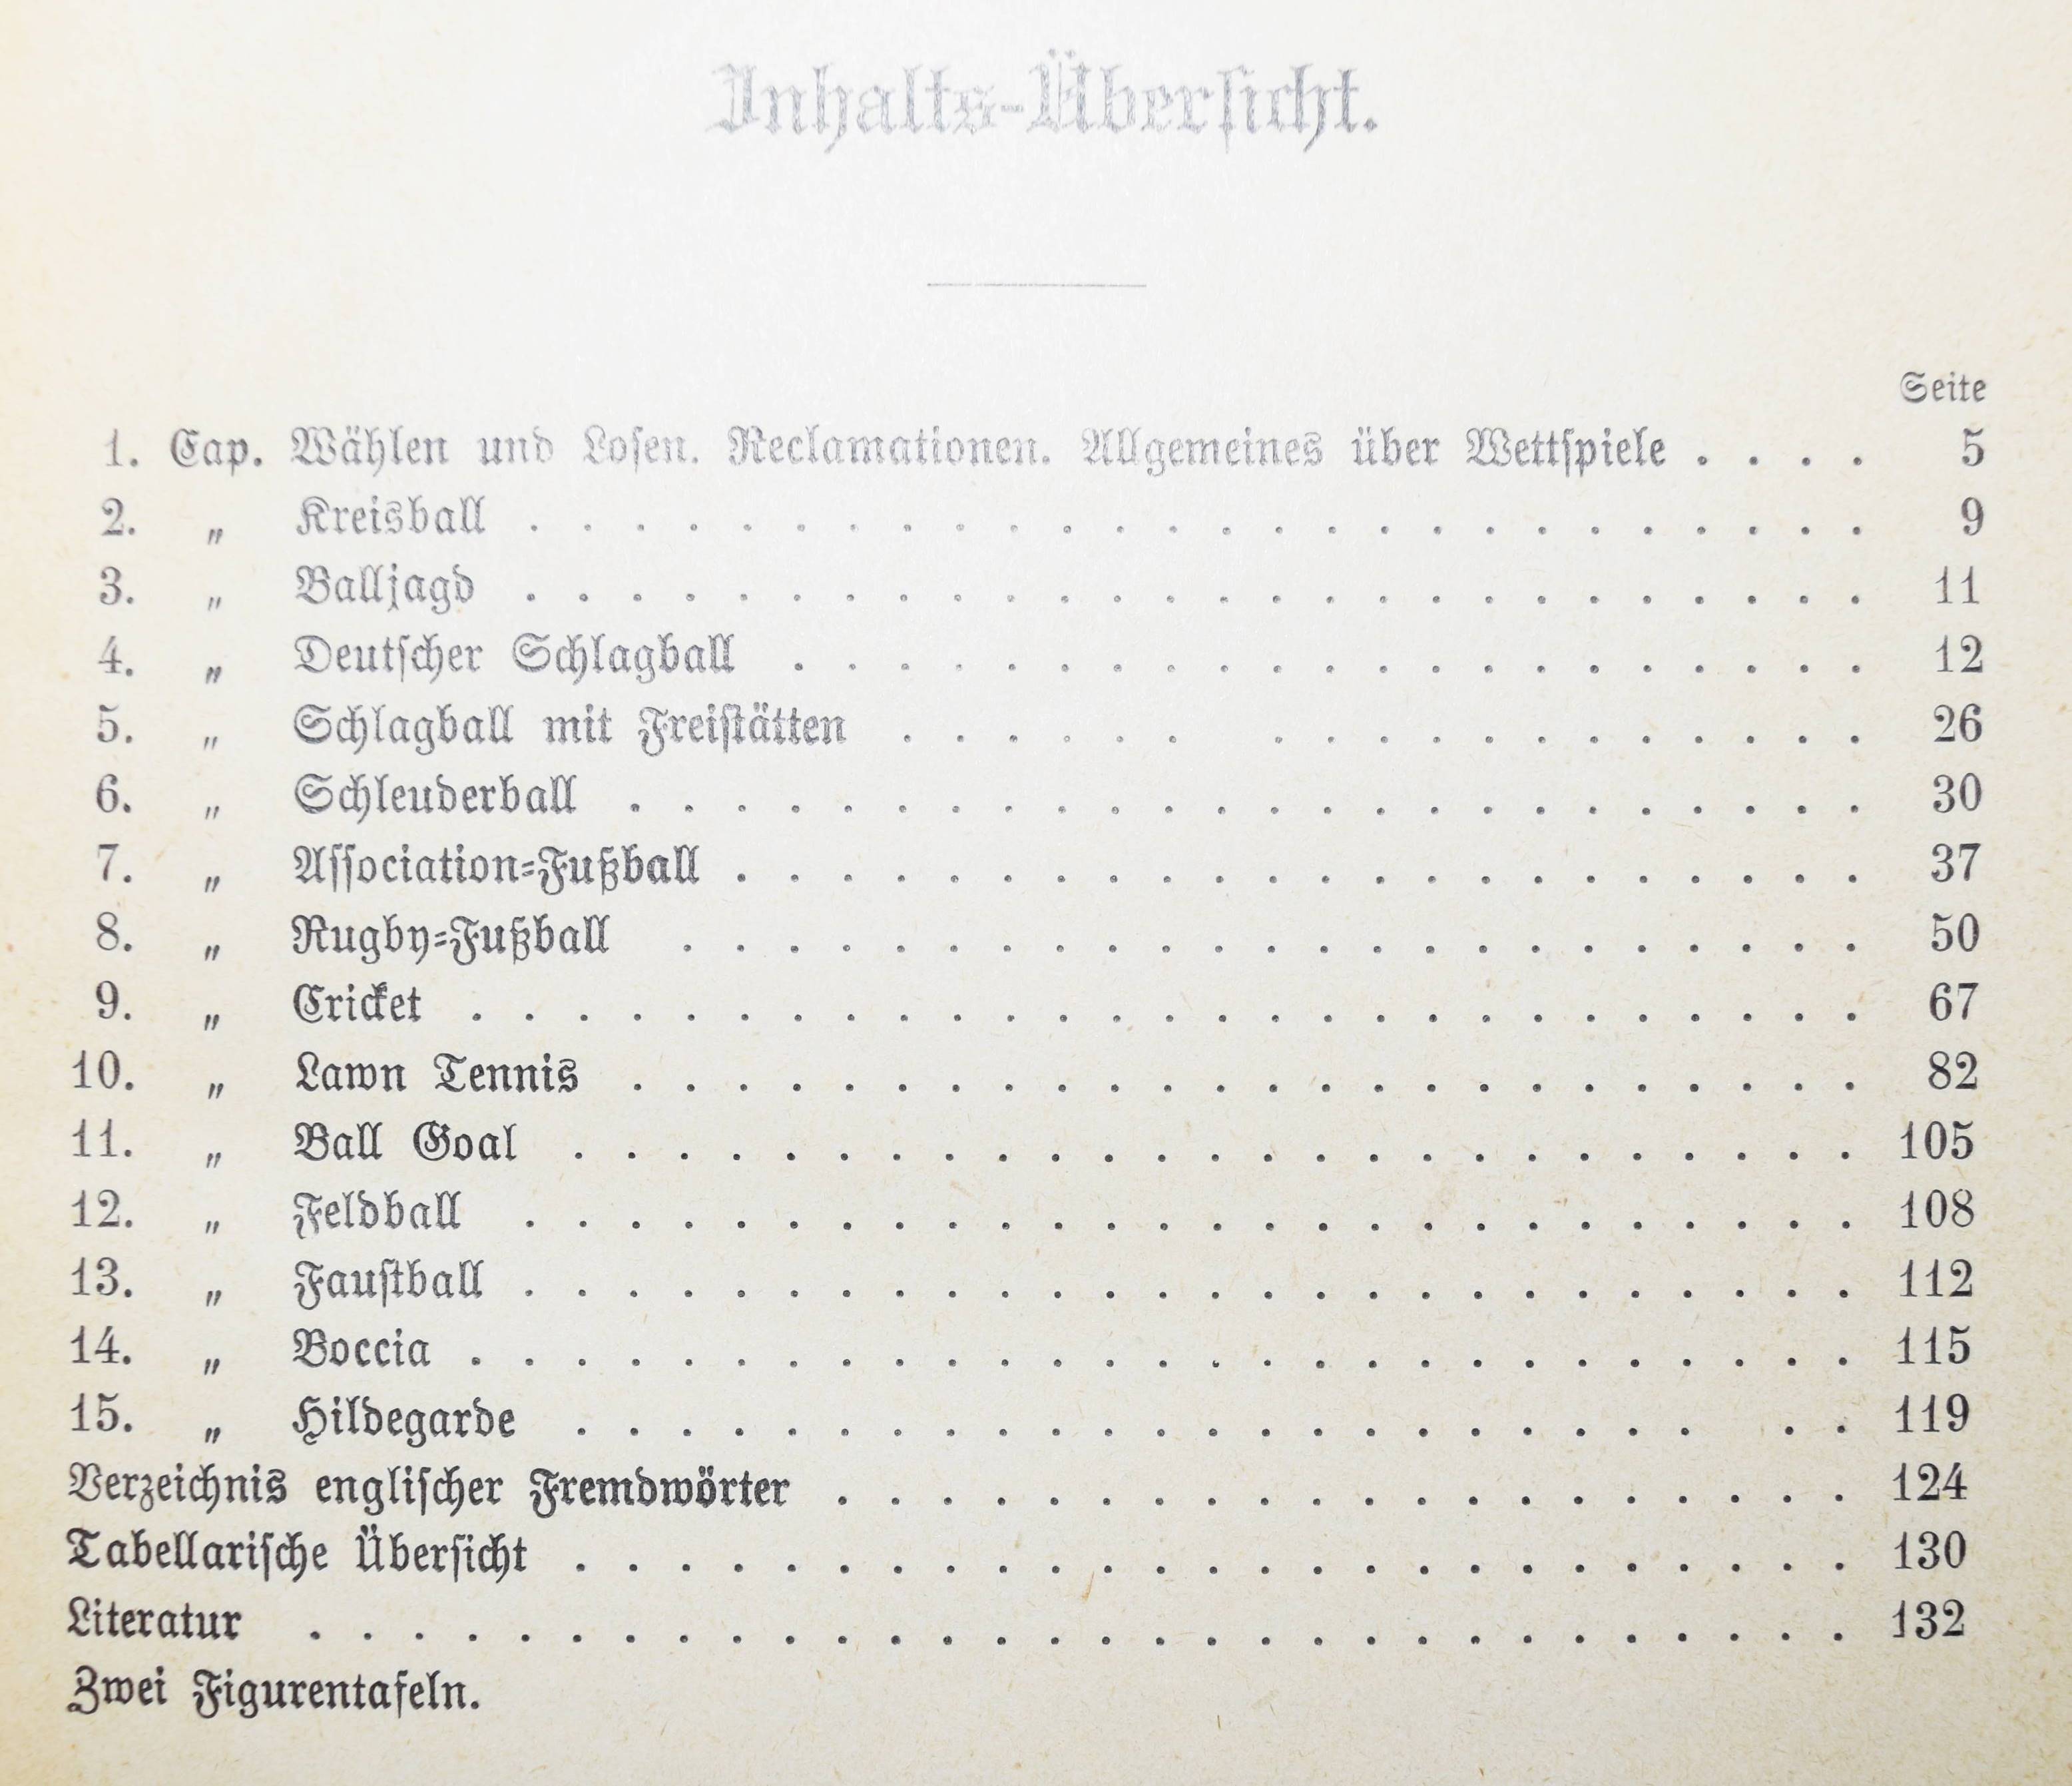 Inhalts-Übersicht.
Seite
1. Cap. Wählen und Losen. Reclamationen. Allgemeines über Wettspiele . . . . 5
2. „ Kreisball . . . . . . . . . . . . . . . . . . . . . . . . . . 9
3. „ Balljagd . . . . . . . . . . . . . . . . . . . . . . . . . . 11
4. „ Deutscher Schlagball . . . . . . . . . . . . . . . . . . . . . 12
5. „ Schlagball mit Freistätten . . . . . . . . . . . . . . . . . . 26
6. „ Schleuderball . . . . . . . . . . . . . . . . . . . . . . . . 30
7. „ Association-Fußball . . . . . . . . . . . . . . . . . . . . . . 37
8. „ Rugby-Fußball . . . . . . . . . . . . . . . . . . . . . . . 50
9. „ Cricket . . . . . . . . . . . . . . . . . . . . . . . . . . . 67
10. „ Lawn Tennis . . . . . . . . . . . . . . . . . . . . . . . . 82
11. „ Ball Goal . . . . . . . . . . . . . . . . . . . . . . . . . 105
12. „ Feldball . . . . . . . . . . . . . . . . . . . . . . . . . . 108
13. „ Faustball . . . . . . . . . . . . . . . . . . . . . . . . . . 112
14. „ Boccia . . . . . . . . . . . . . . . . . . . . . . . . . . . 115
15. „ Hildegarde . . . . . . . . . . . . . . . . . . . . . . . . 119
Verzeichnis englischer Fremdwörter . . . . . . . . . . . . . . . . . . . . 124
Tabellarische Übersicht . . . . . . . . . . . . . . . . . . . . . . . . . 130
Literatur . . . . . . . . . . . . . . . . . . . . . . . . . . . . . . 132
Zwei Figurentafeln.